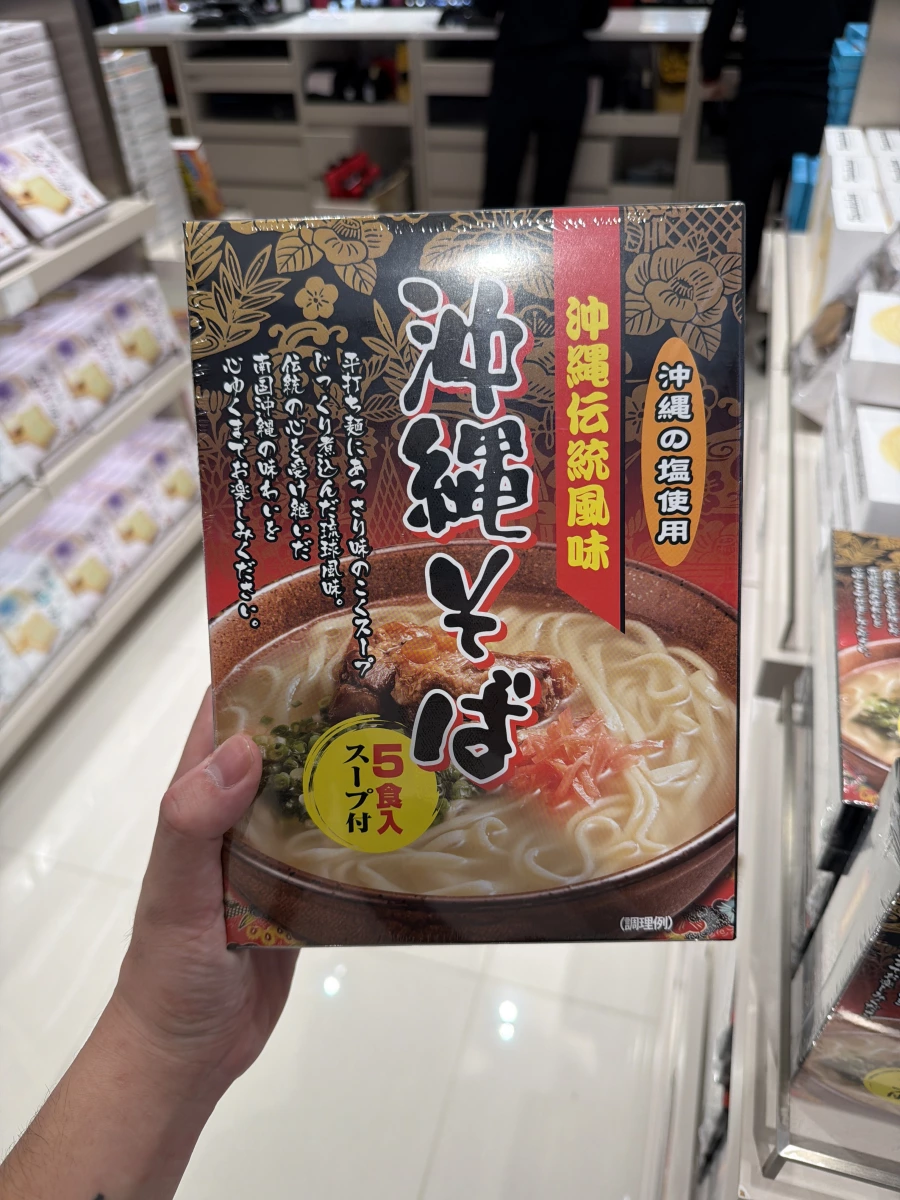 沖縄の塩使用
沖縄伝統風味
沖縄そば
平打ち麺にあっさり味のこくスープ
じっくり煮込んだ琉球風味。
伝統の心を受け継いだ
南国沖縄の味わいを
心ゆくまでお楽しみください。
5食入
スープ付
(調理例)